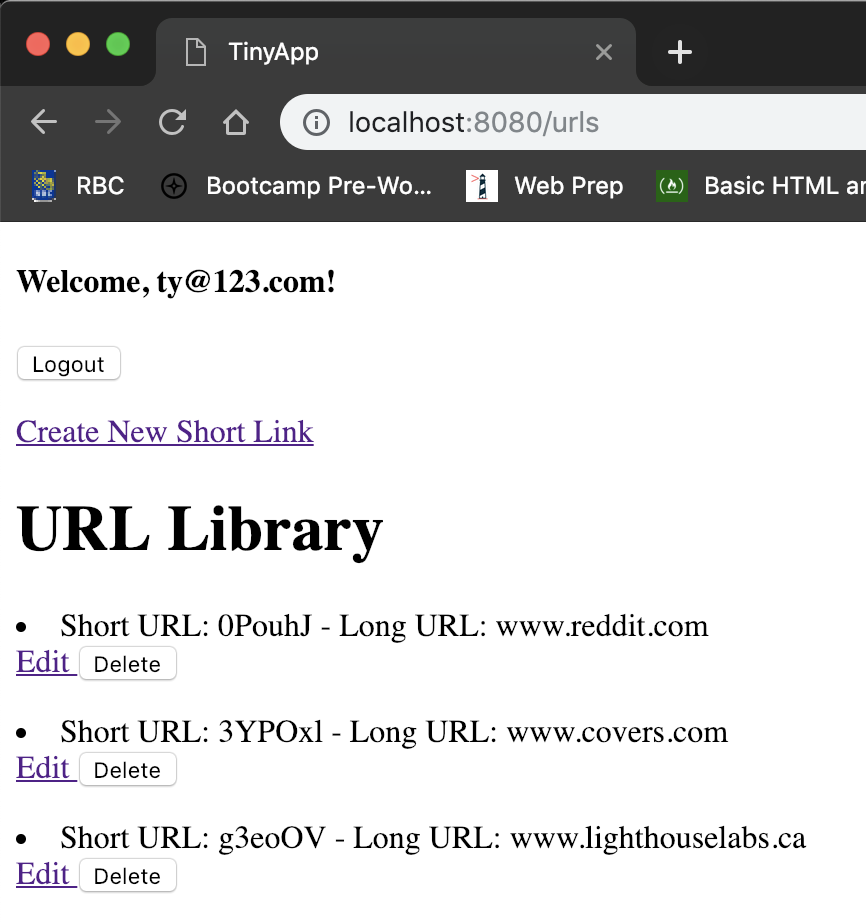 TinyApp
localhost:8080/urls
RBC Bootcamp Pre-Wo... Web Prep Basic HTML
Welcome, ty@123.com!
Logout
Create New Short Link
URL Library
• Short URL: 0PouhJ - Long URL: www.reddit.com
Edit Delete
• Short URL: 3YPOxl - Long URL: www.covers.com
Edit Delete
• Short URL: g3eoOV - Long URL: www.lighthouselabs.ca
Edit Delete